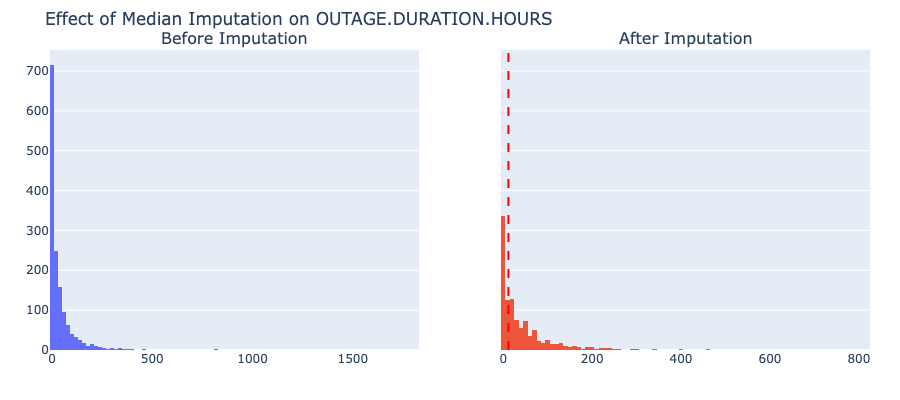 Effect of Median Imputation on OUTAGE.DURATION.HOURS
Before Imputation
After Imputation
700
600
500
400
300
200
100
0
0 500 1000 1500
0 200 400 600 800